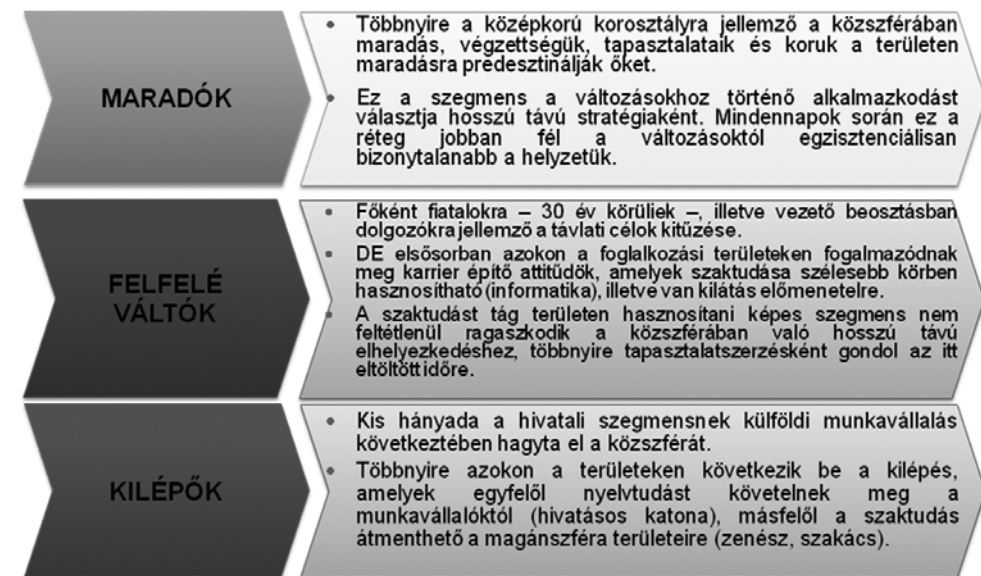 MARADÓK
• Többnyire a középkorú korosztályra jellemző a közszférában
maradás, végzettségük, tapasztalataik és koruk a területen
maradásra predesztinálják őket.
• Ez a szegmens a változásokhoz történő alkalmazkodást
választja hosszú távú stratégiaként. Mindennapok során ez a
réteg jobban fél a változásoktól egzisztenciálisan
bizonytalanabb a helyzetük.
FELFELÉ
VÁLTÓK
• Főként fiatalokra – 30 év körüliek –, illetve vezető beosztásban
dolgozókra jellemző a távlati célok kitűzése.
• DE elsősorban azokon a foglalkozási területeken fogalmazódnak
meg karrier építő attitűdök, amelyek szaktudása szélesebb körben
hasznosítható (informatika), illetve van kilátás előmenetelre.
• A szaktudást tág területen hasznosítani képes szegmens nem
feltétlenül ragaszkodik a közszférában való hosszú távú
elhelyezkedéshez, többnyire tapasztalatszerzésként gondol az itt
eltöltött időre.
KILÉPŐK
• Kis hányada a hivatali szegmensnek külföldi munkavállalás
következtében hagyta el a közszférát.
• Többnyire azokon a területeken következik be a kilépés,
amelyek egyfelől nyelvtudást követelnek meg a
munkavállalóktól (hivatásos katona), másfelől a szaktudás
átmenthető a magánszféra területeire (zenész, szakács).